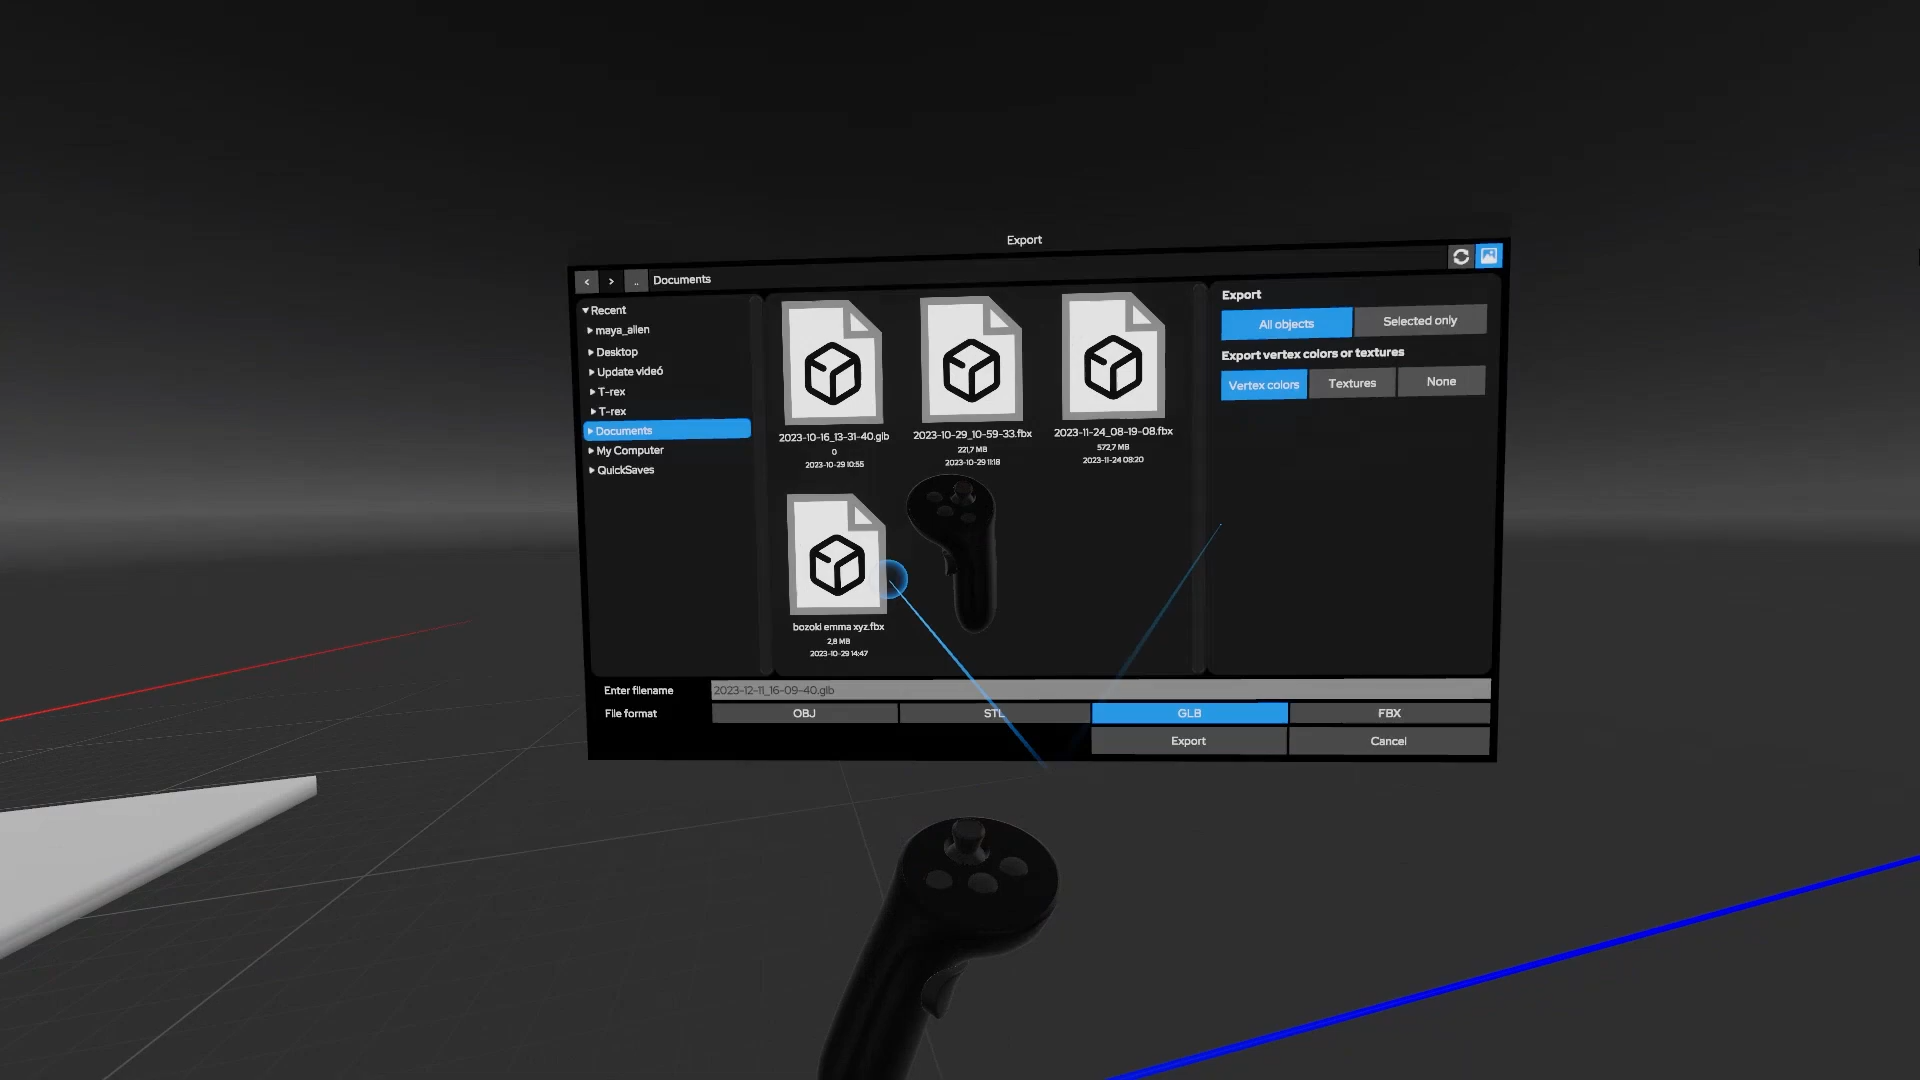 Export
< > .. Documents
Recent
maya_allen
Desktop
Update videó
T-rex
T-rex
Documents
My Computer
QuickSaves
2023-10-16_13-31-40.glb
0
2023-10-29 10:55
2023-10-29_10-59-33.fbx
221,7 MB
2023-10-29 11:18
2023-11-24_08-19-08.fbx
572,7 MB
2023-11-24 08:20
bozoki emma xyz.fbx
2,8 MB
2023-10-29 14:47
Export
All objects
Selected only
Export vertex colors or textures
Vertex colors
Textures
None
Enter filename
2023-12-11_16-09-40.glb
File format
OBJ
STL
GLB
FBX
Export
Cancel